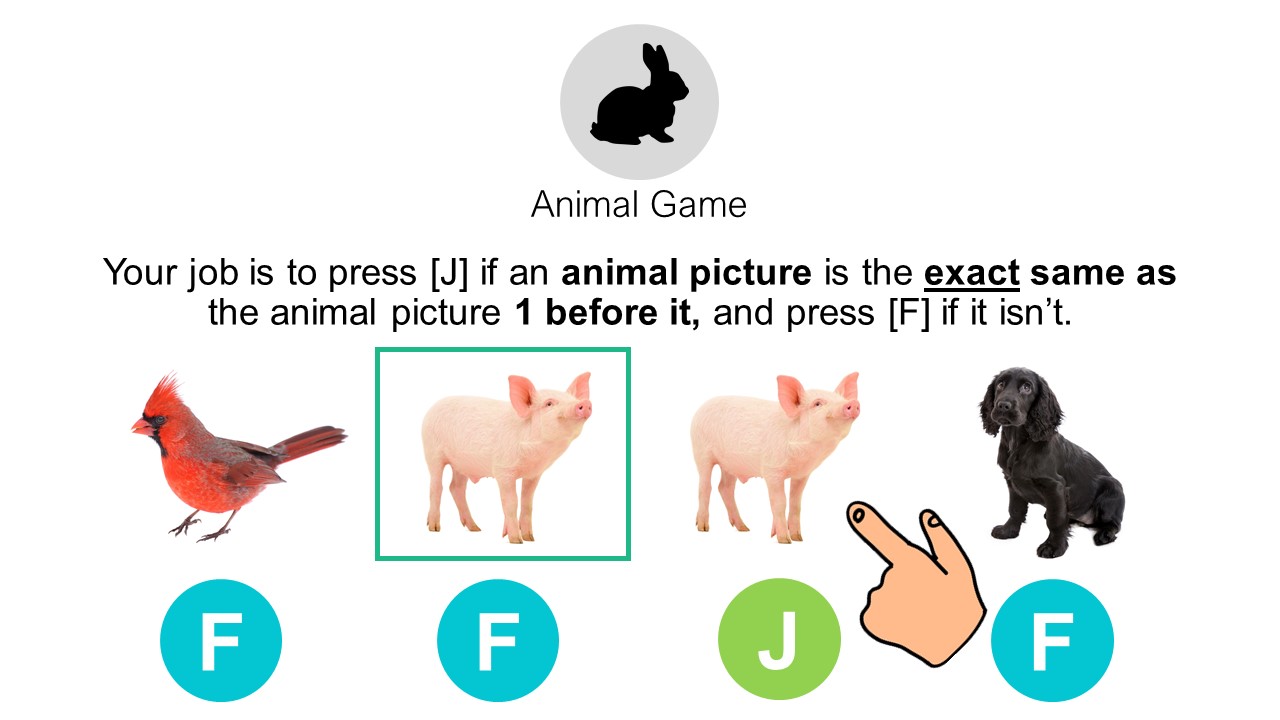 Animal Game
Your job is to press [J] if an animal picture is the exact same as
the animal picture 1 before it, and press [F] if it isn’t.
F F J F